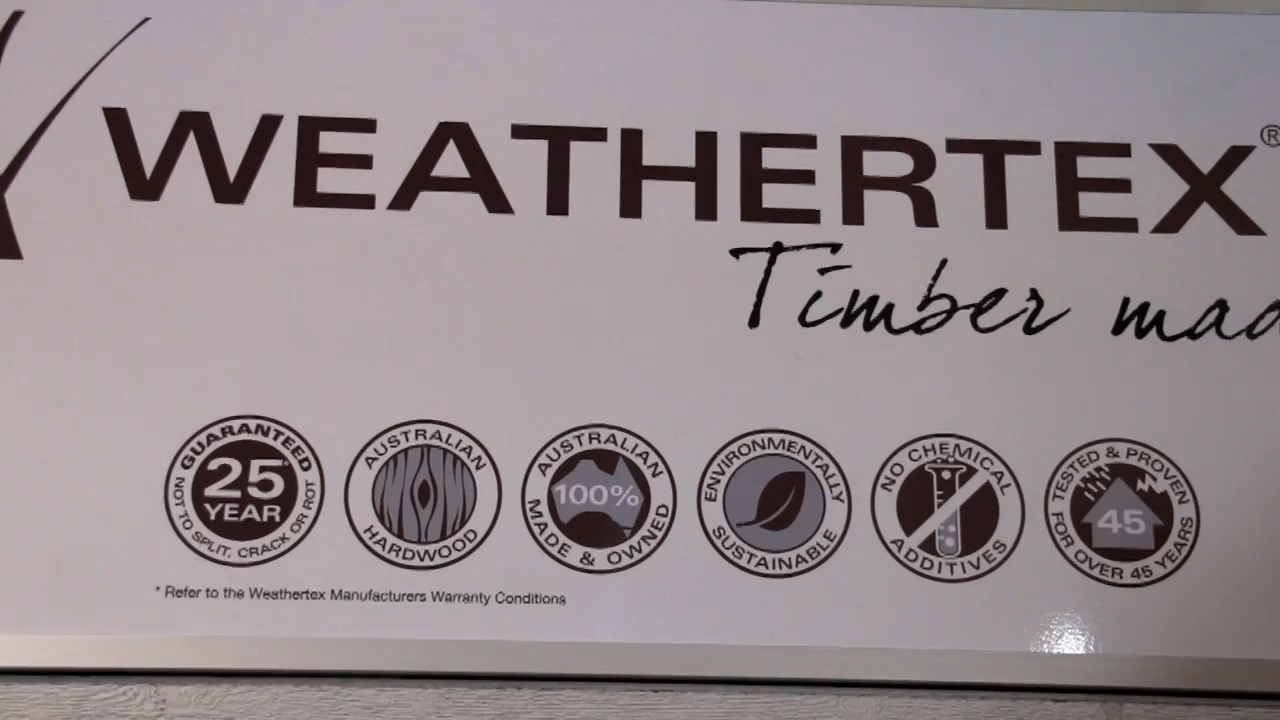 WEATHERTEX®
Timber
GUARANTEED
25*
YEAR
NOT TO SPLIT, CRACK OR ROT
AUSTRALIAN
HARDWOOD
AUSTRALIAN
100%
MADE & OWNED
ENVIRONMENTALLY
SUSTAINABLE
NO CHEMICAL
ADDITIVES
TESTED & PROVEN
45
FOR OVER 45 YEARS
* Refer to the Weathertex Manufacturers Warranty Conditions